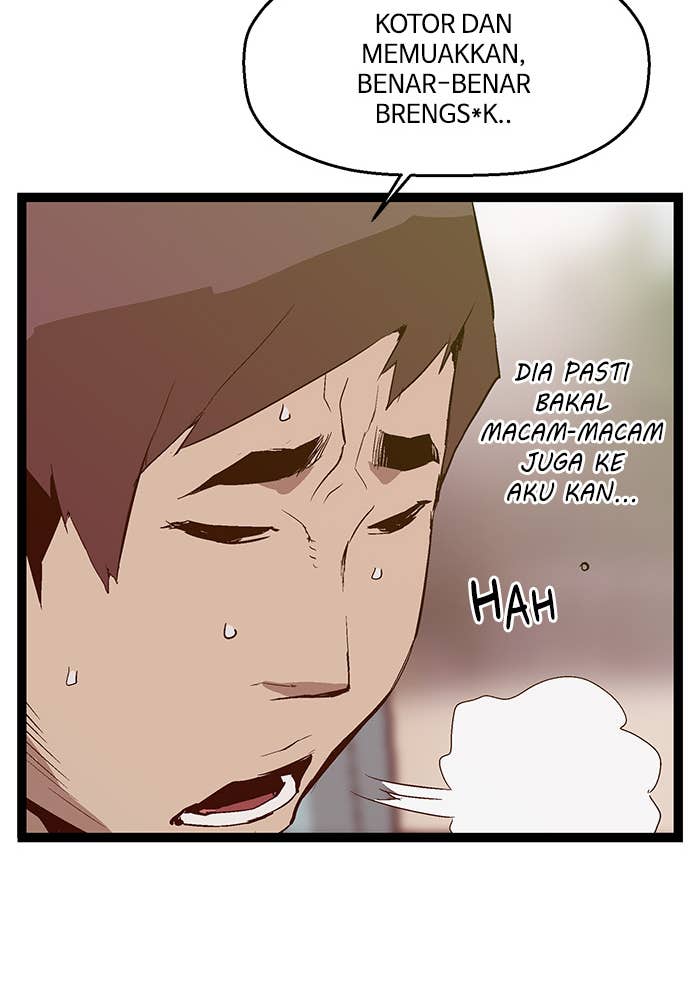 KOTOR DAN
MEMUAKKAN,
BENAR-BENAR
BRENGS*K..
DIA PASTI
BAKAL
MACAM-MACAM
JUGA KE
AKU KAN...
HAH